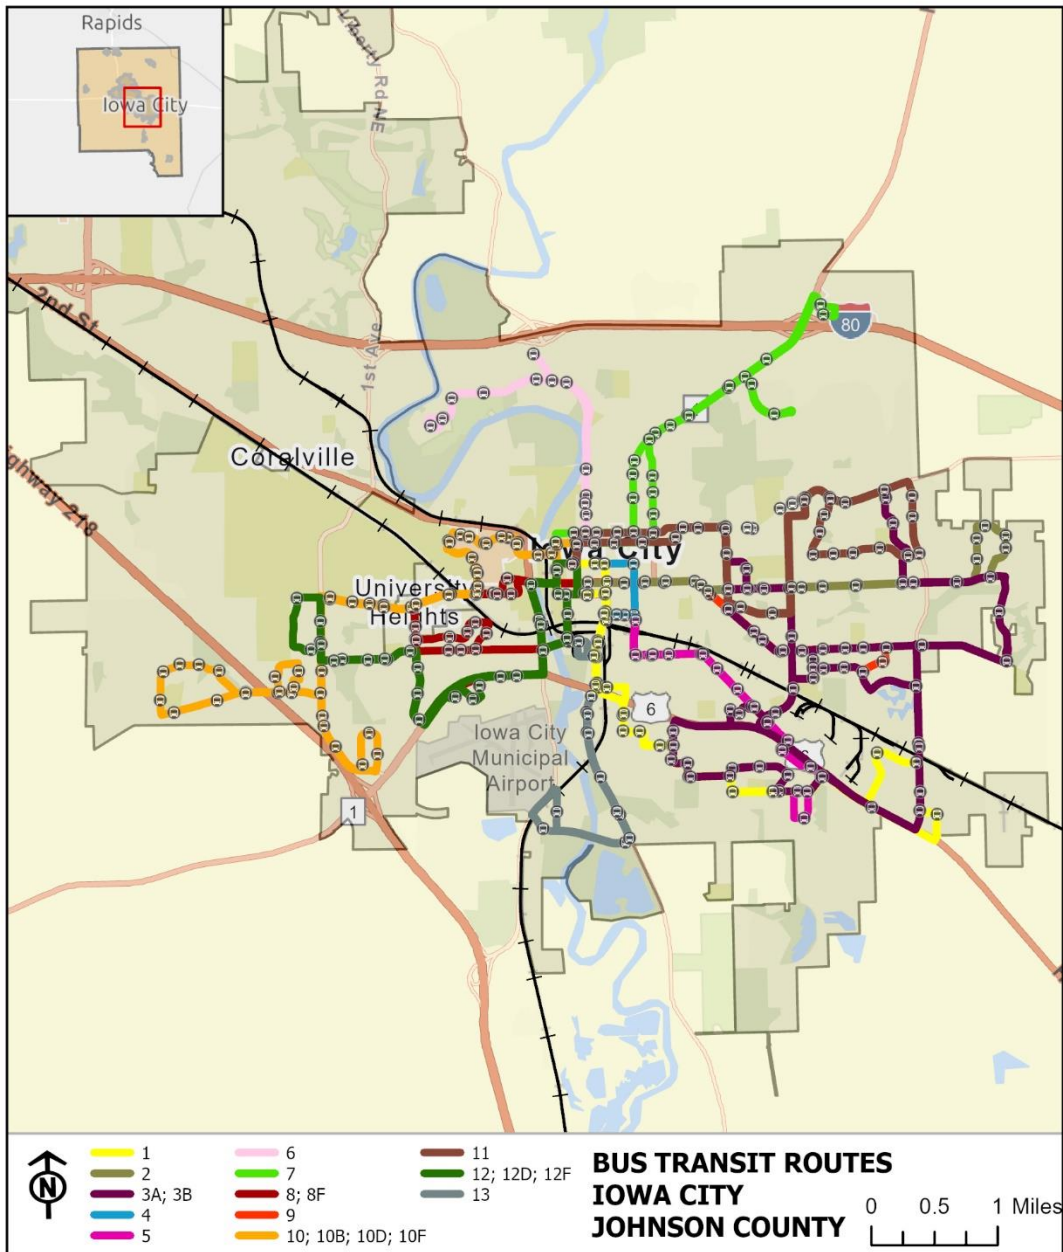 Rapids
Iowa City
Liberty Rd NE
2nd St
80
1st Ave
Coralville
ighway 218
Iowa City
University
Heights
6
Iowa City
Municipal
Airport
6
1
1
2
3A; 3B
4
5
6
7
8; 8F
9
10; 10B; 10D; 10F
11
12; 12D; 12F
13
N
BUS TRANSIT ROUTES
IOWA CITY
JOHNSON COUNTY
0 0.5 1 Miles